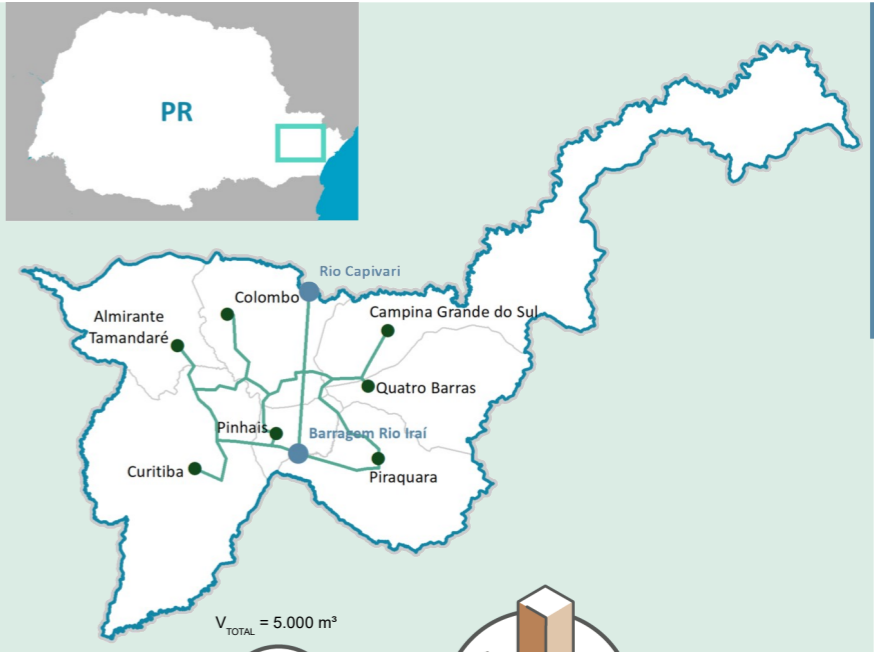 PR
Rio Capivari
Colombo
Campina Grande do Sul
Almirante
Tamandaré
Quatro Barras
Pinhais
Barragem Rio Iraí
Curitiba
Piraquara
V_TOTAL = 5.000 m³